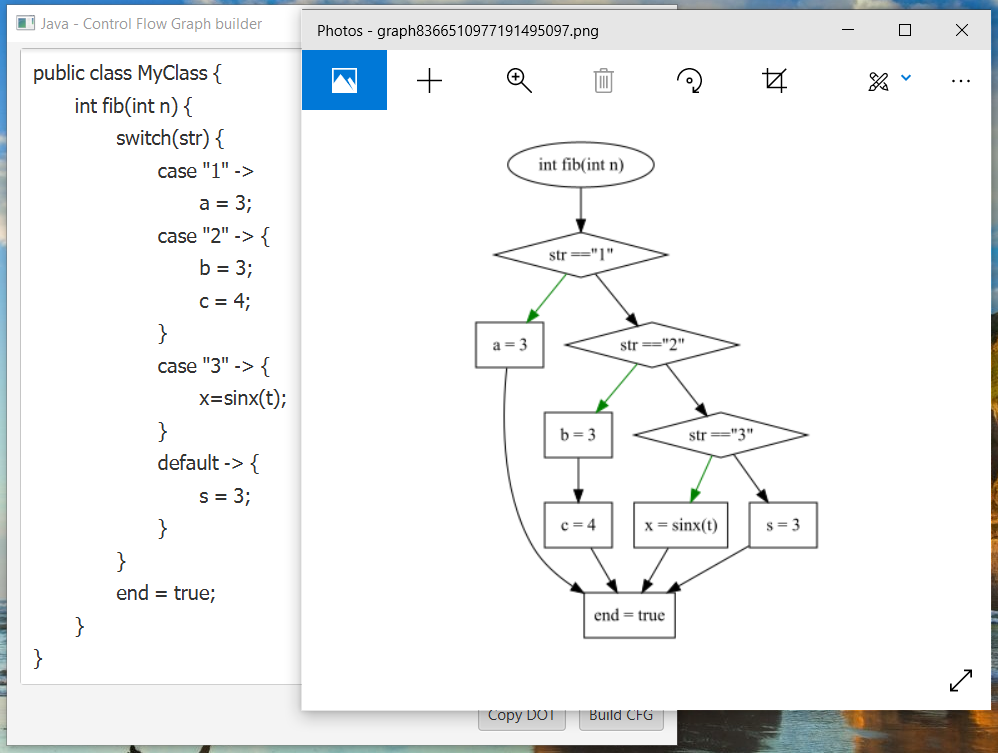 Java - Control Flow Graph builder
public class MyClass {
int fib(int n) {
switch(str) {
case "1" ->
a = 3;
case "2" -> {
b = 3;
c = 4;
}
case "3" -> {
x=sinx(t);
}
default -> {
s = 3;
}
}
end = true;
}
}
Copy DOT
Build CFG
Photos - graph8366510977191495097.png
int fib(int n)
str =="1"
a = 3
str =="2"
b = 3
str =="3"
c = 4
x = sinx(t)
s = 3
end = true